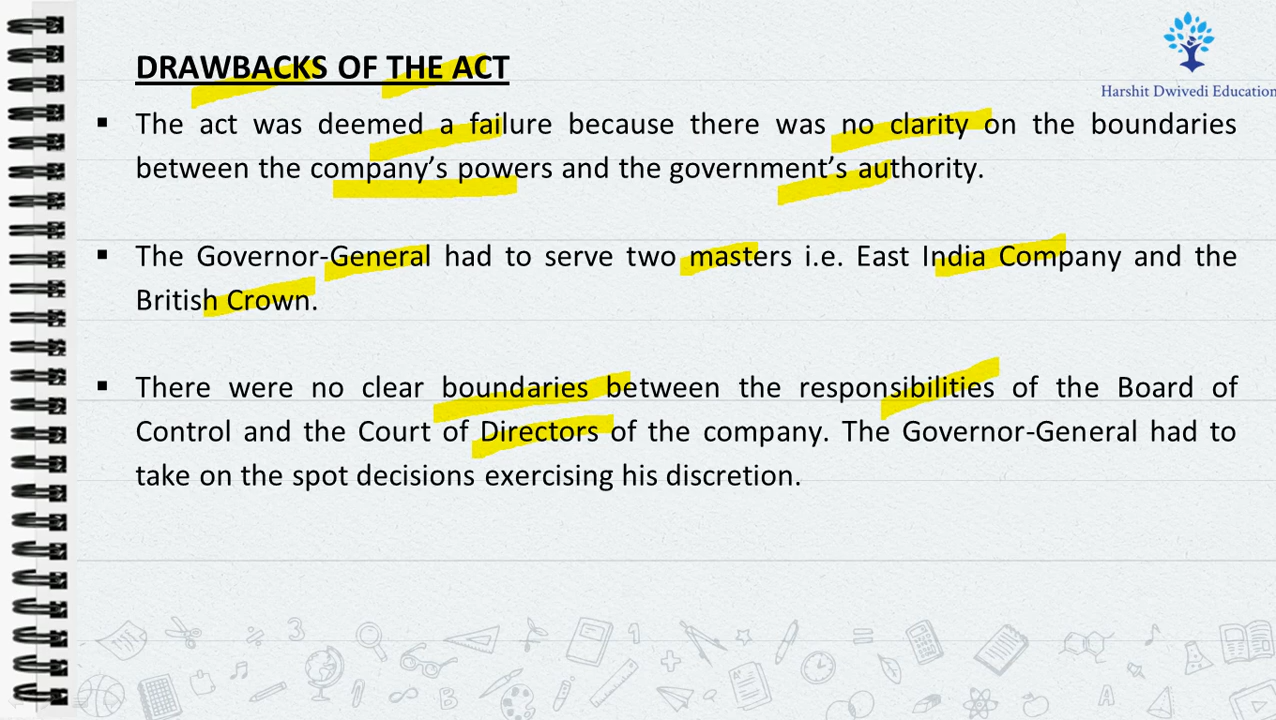 DRAWBACKS OF THE ACT
Harshit Dwivedi Education
▪ The act was deemed a failure because there was no clarity on the boundaries
between the company’s powers and the government’s authority.
▪ The Governor-General had to serve two masters i.e. East India Company and the
British Crown.
▪ There were no clear boundaries between the responsibilities of the Board of
Control and the Court of Directors of the company. The Governor-General had to
take on the spot decisions exercising his discretion.